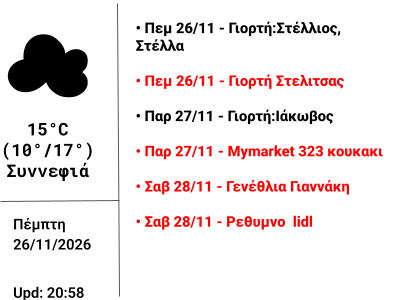 15°C
(10°/17°)
Συννεφιά
Πέμπτη
26/11/2026
Upd: 20:58
• Πεμ 26/11 - Γιορτή:Στέλλιος,
Στέλλα
• Πεμ 26/11 - Γιορτή Στελιτσας
• Παρ 27/11 - Γιορτή:Ιάκωβος
• Παρ 27/11 - Mymarket 323 κουκακι
• Σαβ 28/11 - Γενέθλια Γιαννάκη
• Σαβ 28/11 - Ρεθυμνο  lidl